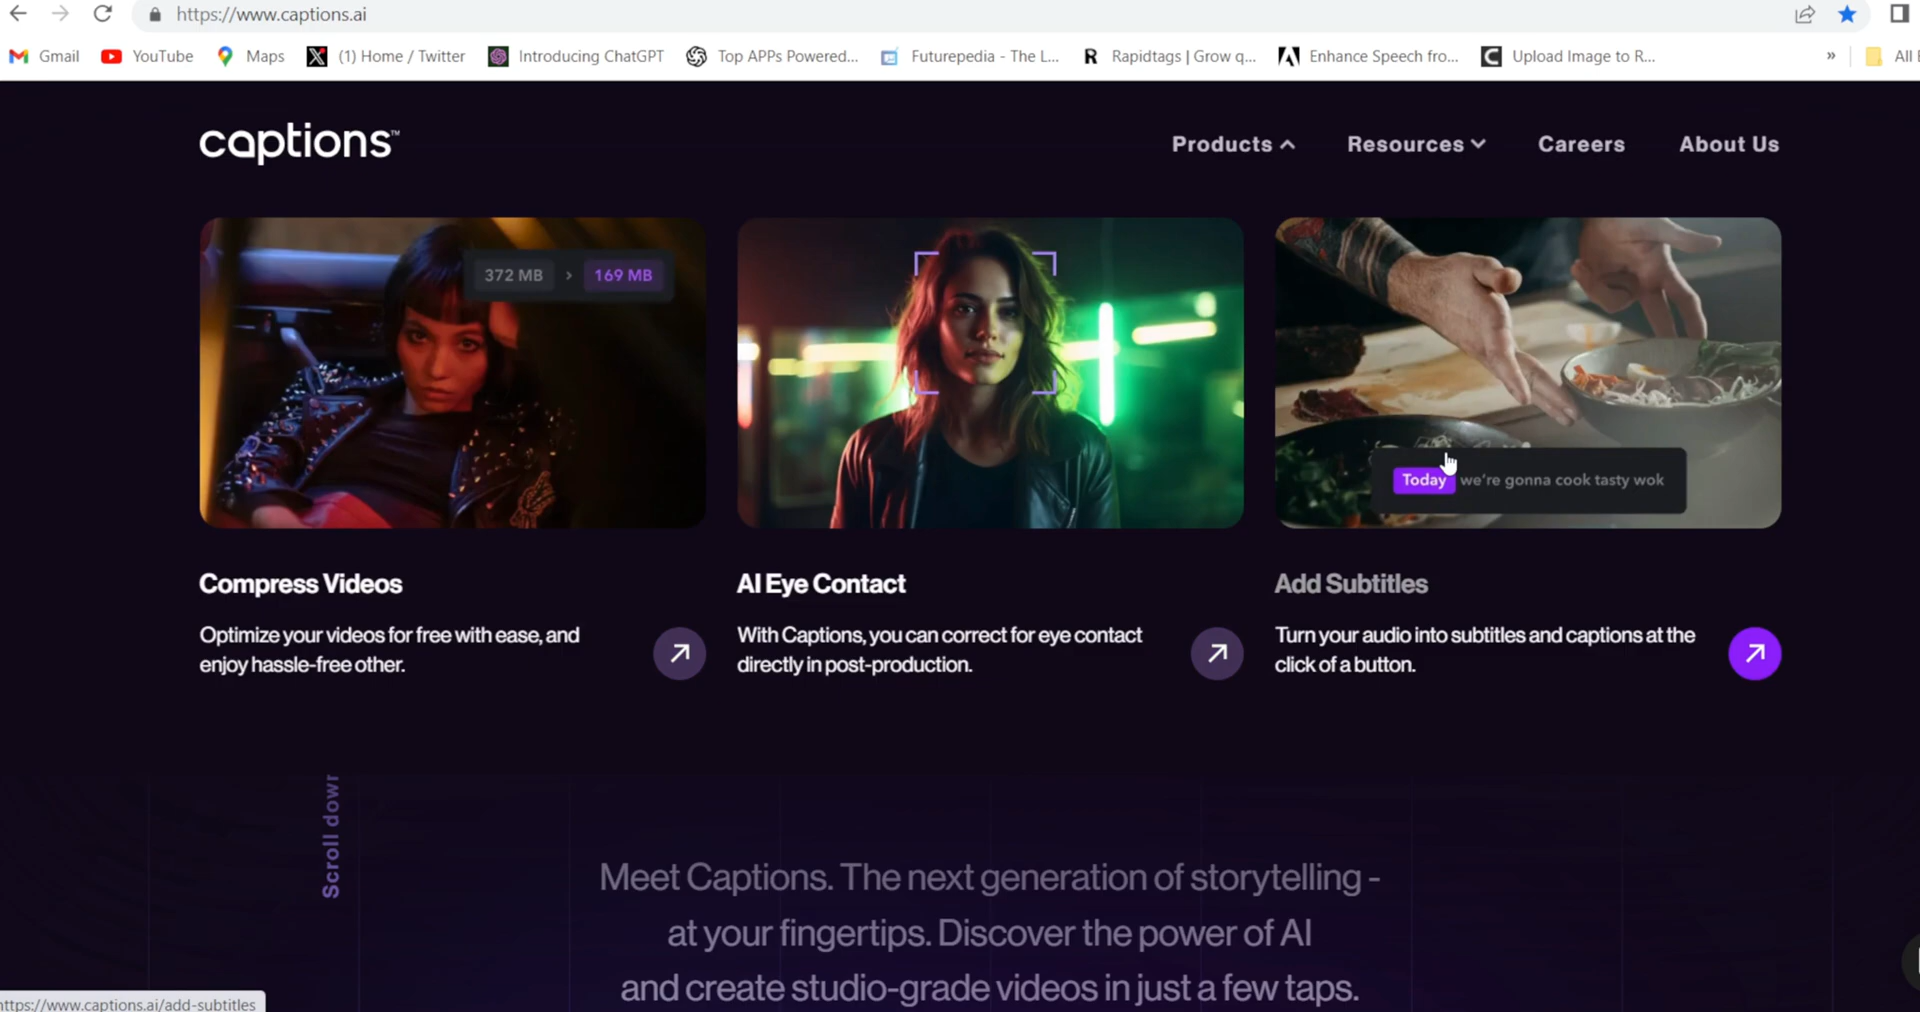 https://www.captions.ai
Gmail YouTube Maps (1) Home / Twitter Introducing ChatGPT Top APPs Powered... Futurepedia - The L... Rapidtags | Grow q... Enhance Speech fro... Upload Image to R... » All
captions™ Products Resources Careers About Us
372 MB > 169 MB
Today we're gonna cook tasty wok
Compress Videos
Optimize your videos for free with ease, and
enjoy hassle-free other.
AI Eye Contact
With Captions, you can correct for eye contact
directly in post-production.
Add Subtitles
Turn your audio into subtitles and captions at the
click of a button.
Scroll
Meet Captions. The next generation of storytelling -
at your fingertips. Discover the power of AI
and create studio-grade videos in just a few taps.
https://www.captions.ai/add-subtitles